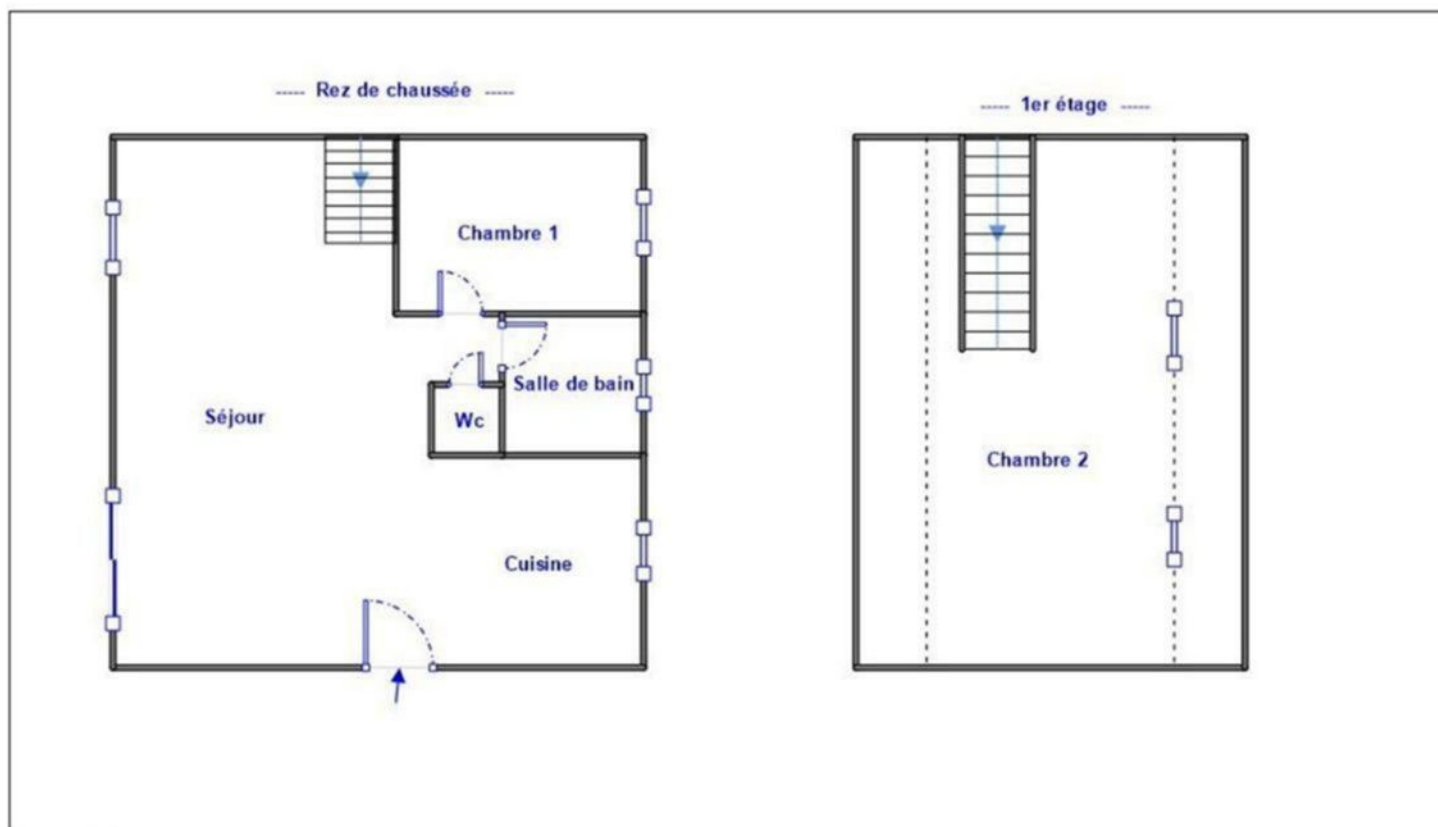 ----- Rez de chaussée -----
----- 1er étage -----
Chambre 1
Salle de bain
Séjour
Wc
Chambre 2
Cuisine